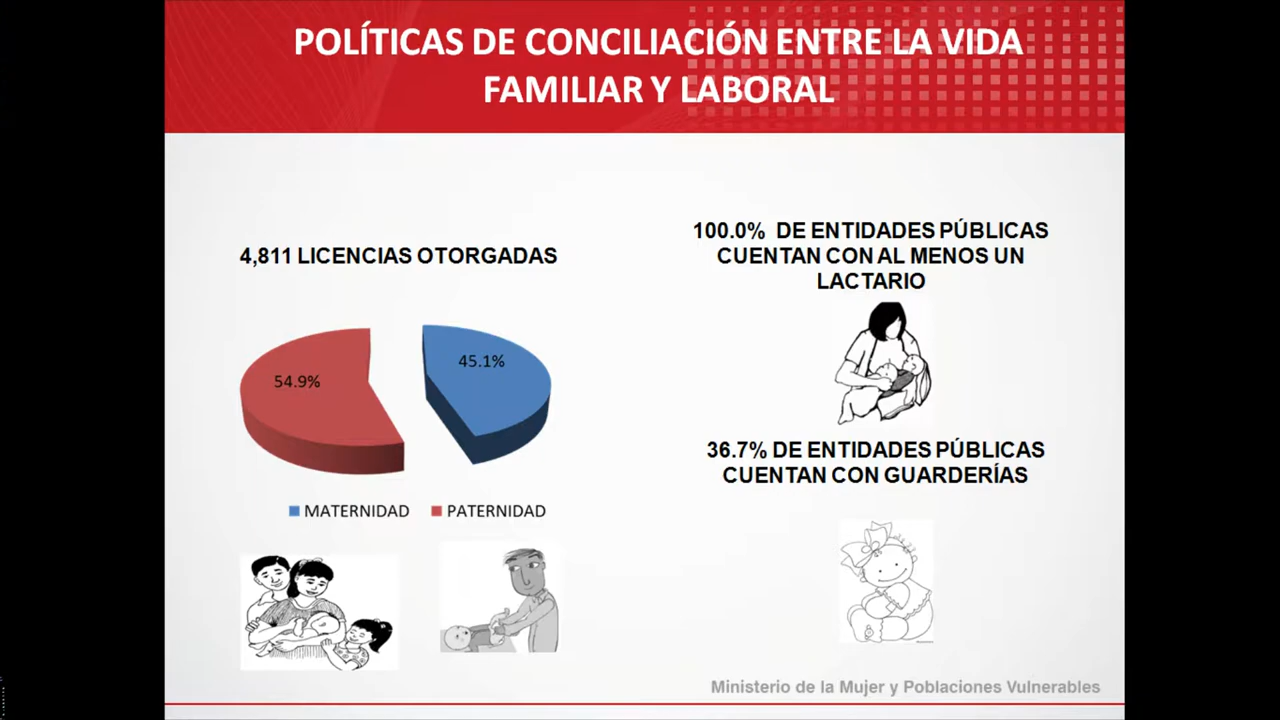 POLÍTICAS DE CONCILIACIÓN ENTRE LA VIDA
FAMILIAR Y LABORAL
4,811 LICENCIAS OTORGADAS
54.9%
45.1%
MATERNIDAD
PATERNIDAD
100.0% DE ENTIDADES PÚBLICAS
CUENTAN CON AL MENOS UN
LACTARIO
36.7% DE ENTIDADES PÚBLICAS
CUENTAN CON GUARDERÍAS
Ministerio de la Mujer y Poblaciones Vulnerables